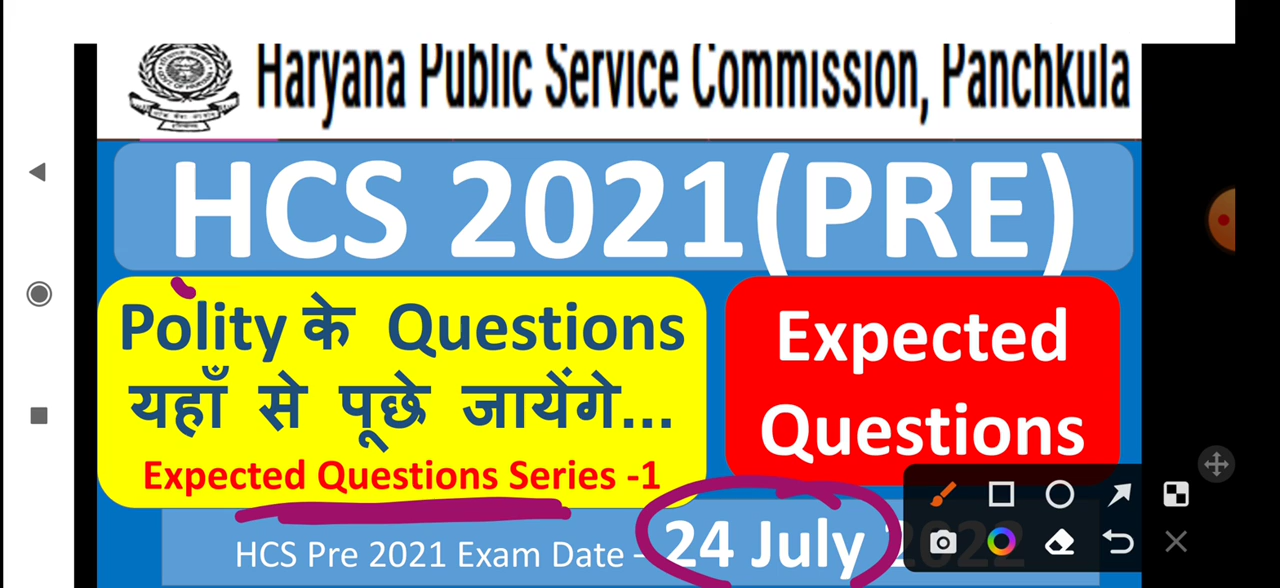 Haryana Public Service Commission, Panchkula
HCS 2021(PRE)
Polity के Questions
यहाँ से पूछे जायेंगे...
Expected Questions Series -1
Expected
Questions
HCS Pre 2021 Exam Date - 24 July 2022